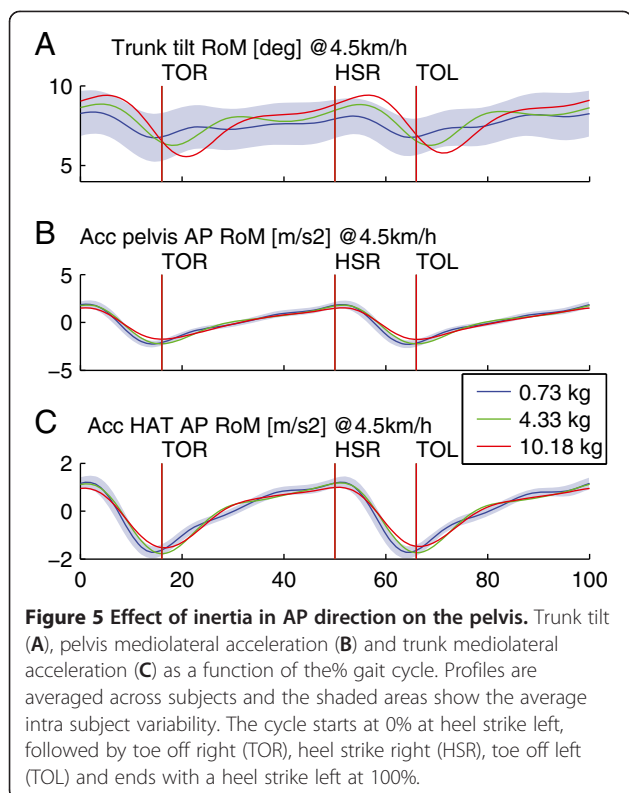 A
Trunk tilt RoM [deg] @4.5km/h
TOR HSR TOL
10
5
B
Acc pelvis AP RoM [m/s2] @4.5km/h
TOR HSR TOL
5
0
−5
0.73 kg
4.33 kg
10.18 kg
C
Acc HAT AP RoM [m/s2] @4.5km/h
TOR HSR TOL
2
0
−2
0 20 40 60 80 100
Figure 5 Effect of inertia in AP direction on the pelvis. Trunk tilt
(A), pelvis mediolateral acceleration (B) and trunk mediolateral
acceleration (C) as a function of the% gait cycle. Profiles are
averaged across subjects and the shaded areas show the average
intra subject variability. The cycle starts at 0% at heel strike left,
followed by toe off right (TOR), heel strike right (HSR), toe off left
(TOL) and ends with a heel strike left at 100%.